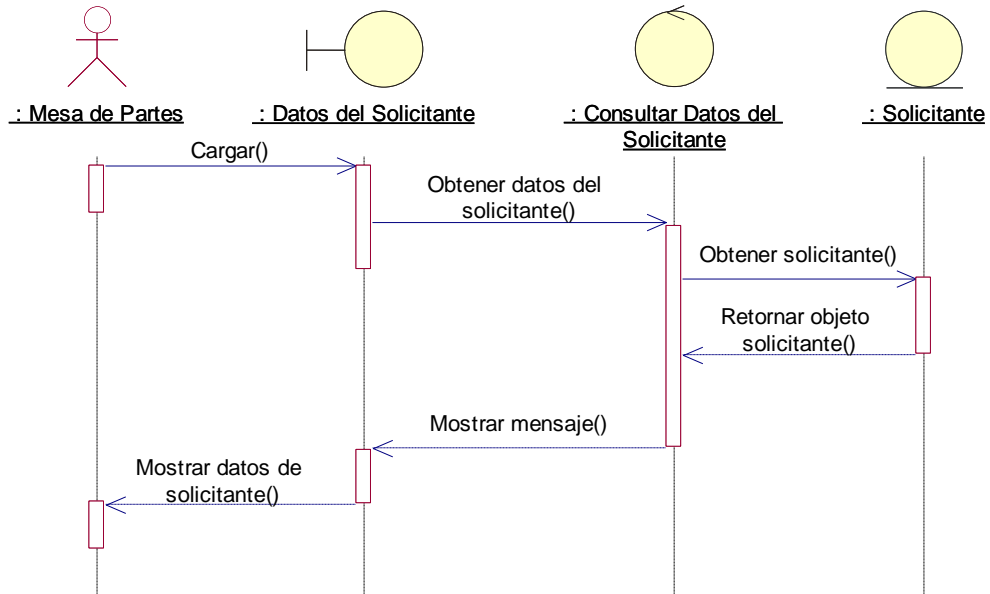 : Mesa de Partes
: Datos del Solicitante
: Consultar Datos del
Solicitante
: Solicitante
Cargar()
Obtener datos del
solicitante()
Obtener solicitante()
Retornar objeto
solicitante()
Mostrar mensaje()
Mostrar datos de
solicitante()